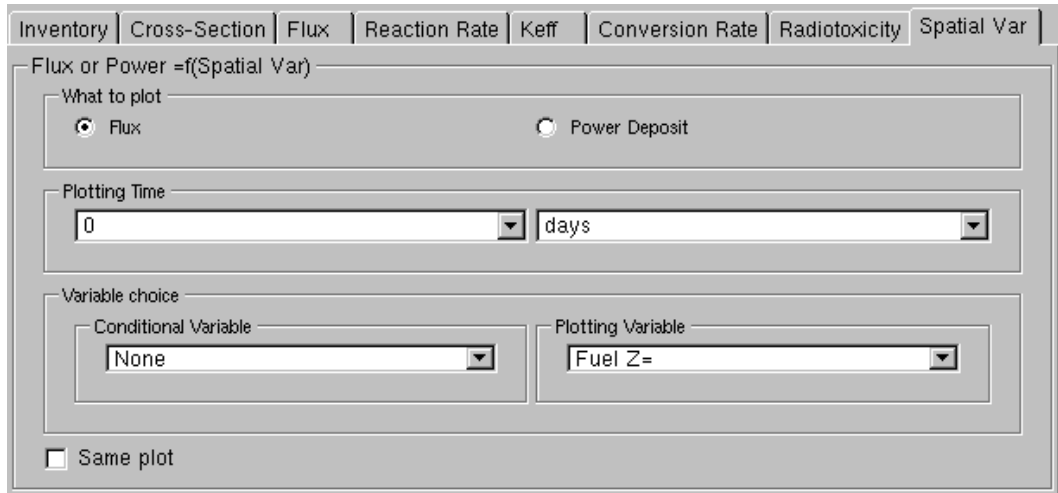 Inventory Cross-Section Flux Reaction Rate Keff Conversion Rate Radiotoxicity Spatial Var
Flux or Power =f(Spatial Var)
What to plot
Flux Power Deposit
Plotting Time
0 days
Variable choice
Conditional Variable Plotting Variable
None Fuel Z=
Same plot